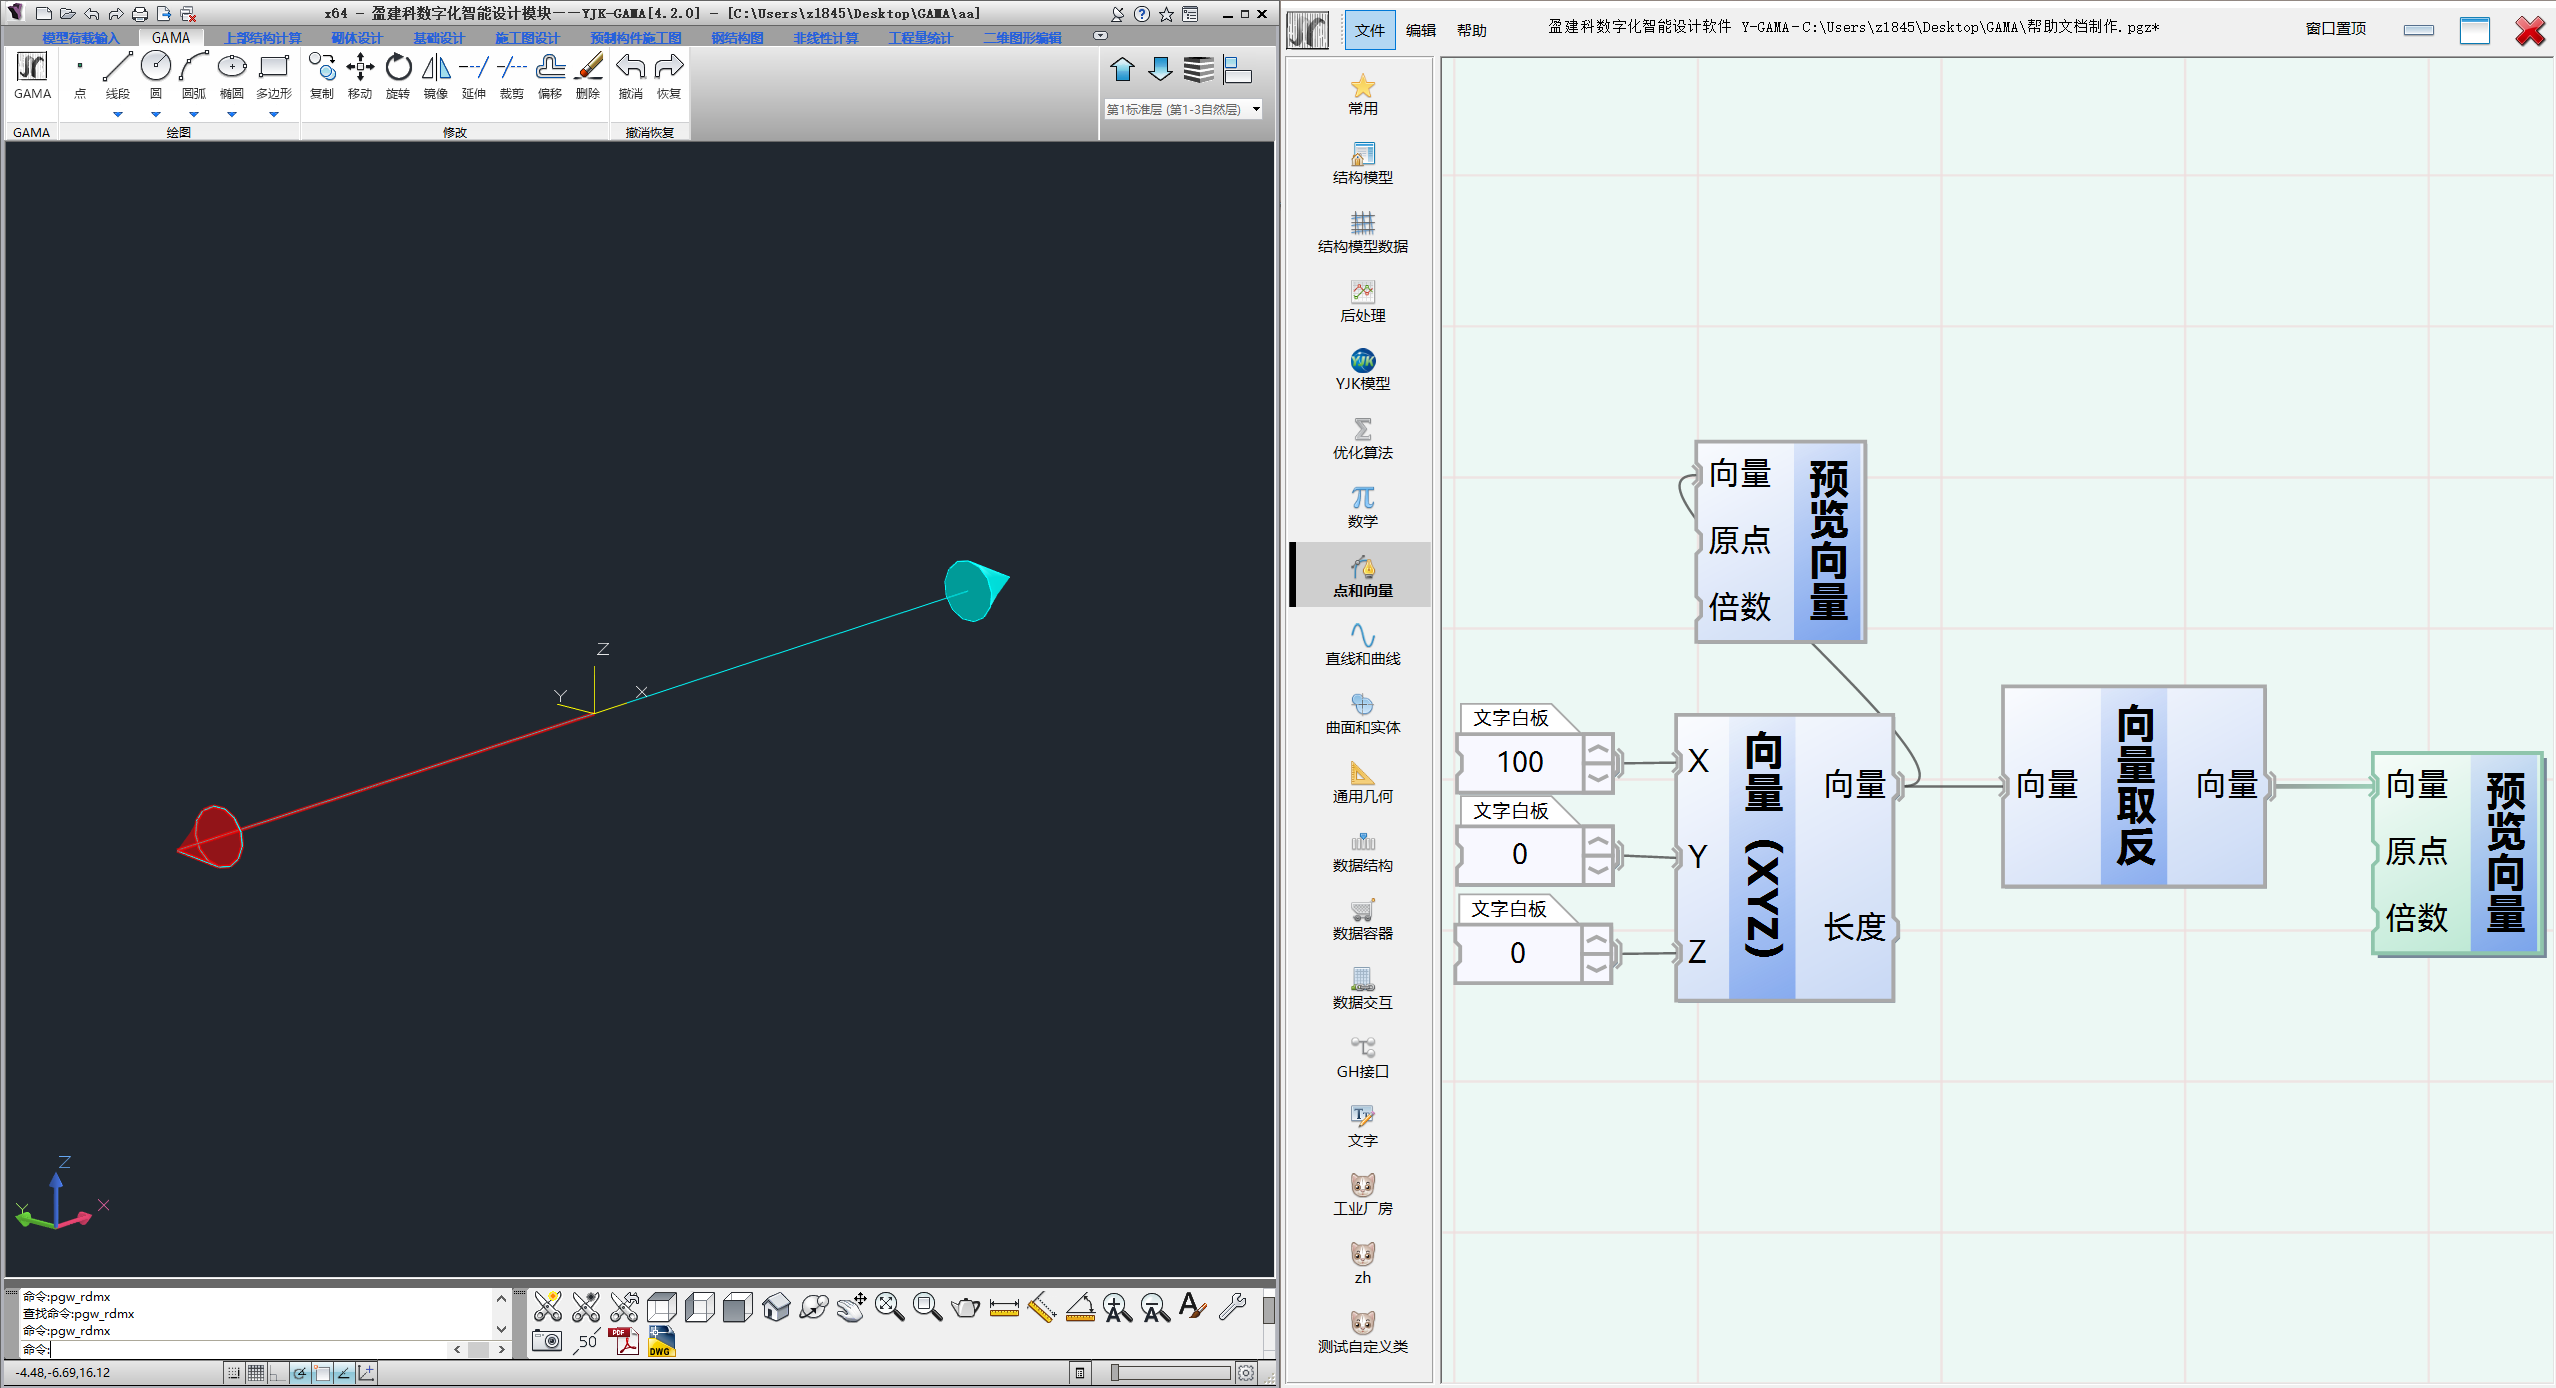 x64 - 盈建科数字化智能设计模块——YJK-GAMA[4.2.0] - [C:\Users\z1845\Desktop\GAMA\aa]
模型荷载输入 GAMA 上部结构计算 砌体设计 基础设计 施工图设计 预制构件施工图 钢结构图 非线性计算 工程量统计 二维图形编辑
GAMA 点 线段 圆 圆弧 椭圆 多边形 复制 移动 旋转 镜像 延伸 裁剪 偏移 删除 撤消 恢复
第1标准层 (第1-3自然层)
GAMA 绘图 修改 撤消恢复
Z
Y X
Z
Y X
命令:pgw_rdmx
查找命令:pgw_rdmx
命令:pgw_rdmx
命令:
50
PDF
DWG
-4.48,-6.69,16.12
文件 编辑 帮助 盈建科数字化智能设计软件 Y-GAMA-C:\Users\z1845\Desktop\GAMA\帮助文档制作.pgz* 窗口置顶
常用
结构模型
结构模型数据
后处理
YJK
YJK模型
优化算法
数学
点和向量
直线和曲线
曲面和实体
通用几何
数据结构
数据容器
数据交互
GH接口
文字
工业厂房
zh
测试自定义类
向量
原点
倍数
预览向量
文字白板
100
文字白板
0
文字白板
0
X
Y
Z
向量（XYZ）
向量
长度
向量
向量取反
向量
向量
原点
倍数
预览向量